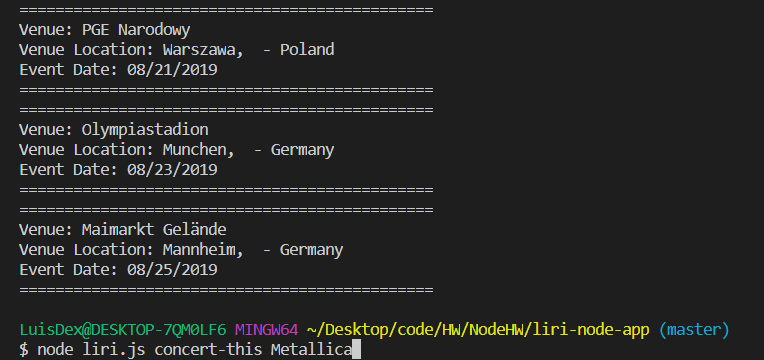 ==============================================
Venue: PGE Narodowy
Venue Location: Warszawa,  - Poland
Event Date: 08/21/2019
==============================================
==============================================
Venue: Olympiastadion
Venue Location: Munchen,  - Germany
Event Date: 08/23/2019
==============================================
==============================================
Venue: Maimarkt Gelände
Venue Location: Mannheim,  - Germany
Event Date: 08/25/2019
==============================================
LuisDex@DESKTOP-7QM0LF6 MINGW64 ~/Desktop/code/HW/NodeHW/liri-node-app (master)
$ node liri.js concert-this Metallica